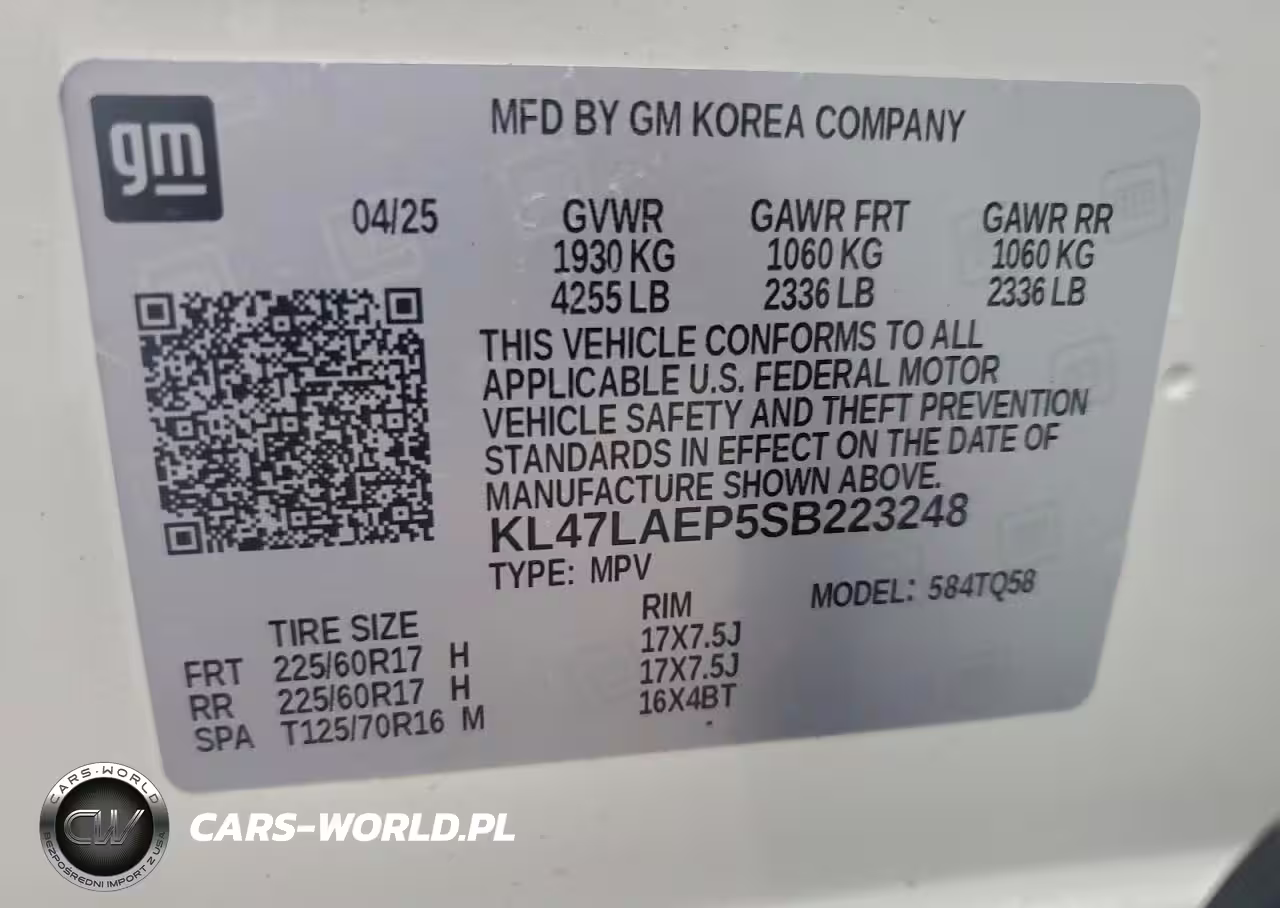 gm
MFD BY GM KOREA COMPANY
04/25 GVWR GAWR FRT GAWR RR
1930 KG 1060 KG 1060 KG
4255 LB 2336 LB 2336 LB
THIS VEHICLE CONFORMS TO ALL
APPLICABLE U.S. FEDERAL MOTOR
VEHICLE SAFETY AND THEFT PREVENTION
STANDARDS IN EFFECT ON THE DATE OF
MANUFACTURE SHOWN ABOVE.
KL47LAEP5SB223248
TYPE: MPV MODEL: 584TQ58
TIRE SIZE RIM
FRT 225/60R17 H 17X7.5J
RR 225/60R17 H 17X7.5J
SPA T125/70R16 M 16X4BT
CARS-WORLD
CW
BEZPOŚREDNI IMPORT Z USA
CARS-WORLD.PL